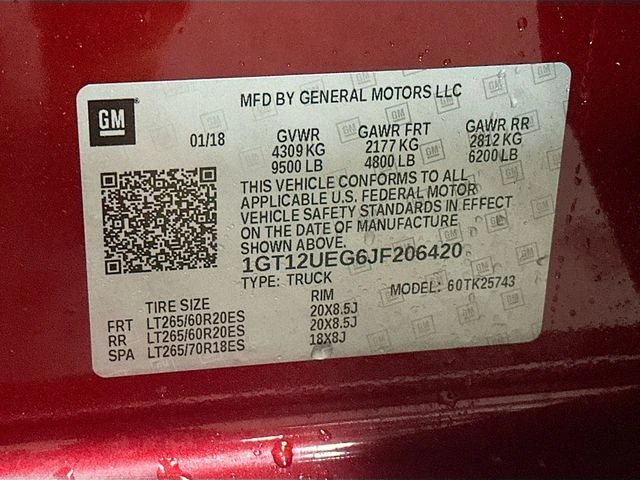 GM
MFD BY GENERAL MOTORS LLC
01/18 GVWR GAWR FRT GAWR RR
4309 KG 2177 KG 2812 KG
9500 LB 4800 LB 6200 LB
THIS VEHICLE CONFORMS TO ALL
APPLICABLE U.S. FEDERAL MOTOR
VEHICLE SAFETY STANDARDS IN EFFECT
ON THE DATE OF MANUFACTURE
SHOWN ABOVE.
1GT12UEG6JF206420
TYPE: TRUCK MODEL: 60TK25743
TIRE SIZE RIM
FRT LT265/60R20ES 20X8.5J
RR LT265/60R20ES 20X8.5J
SPA LT265/70R18ES 18X8J